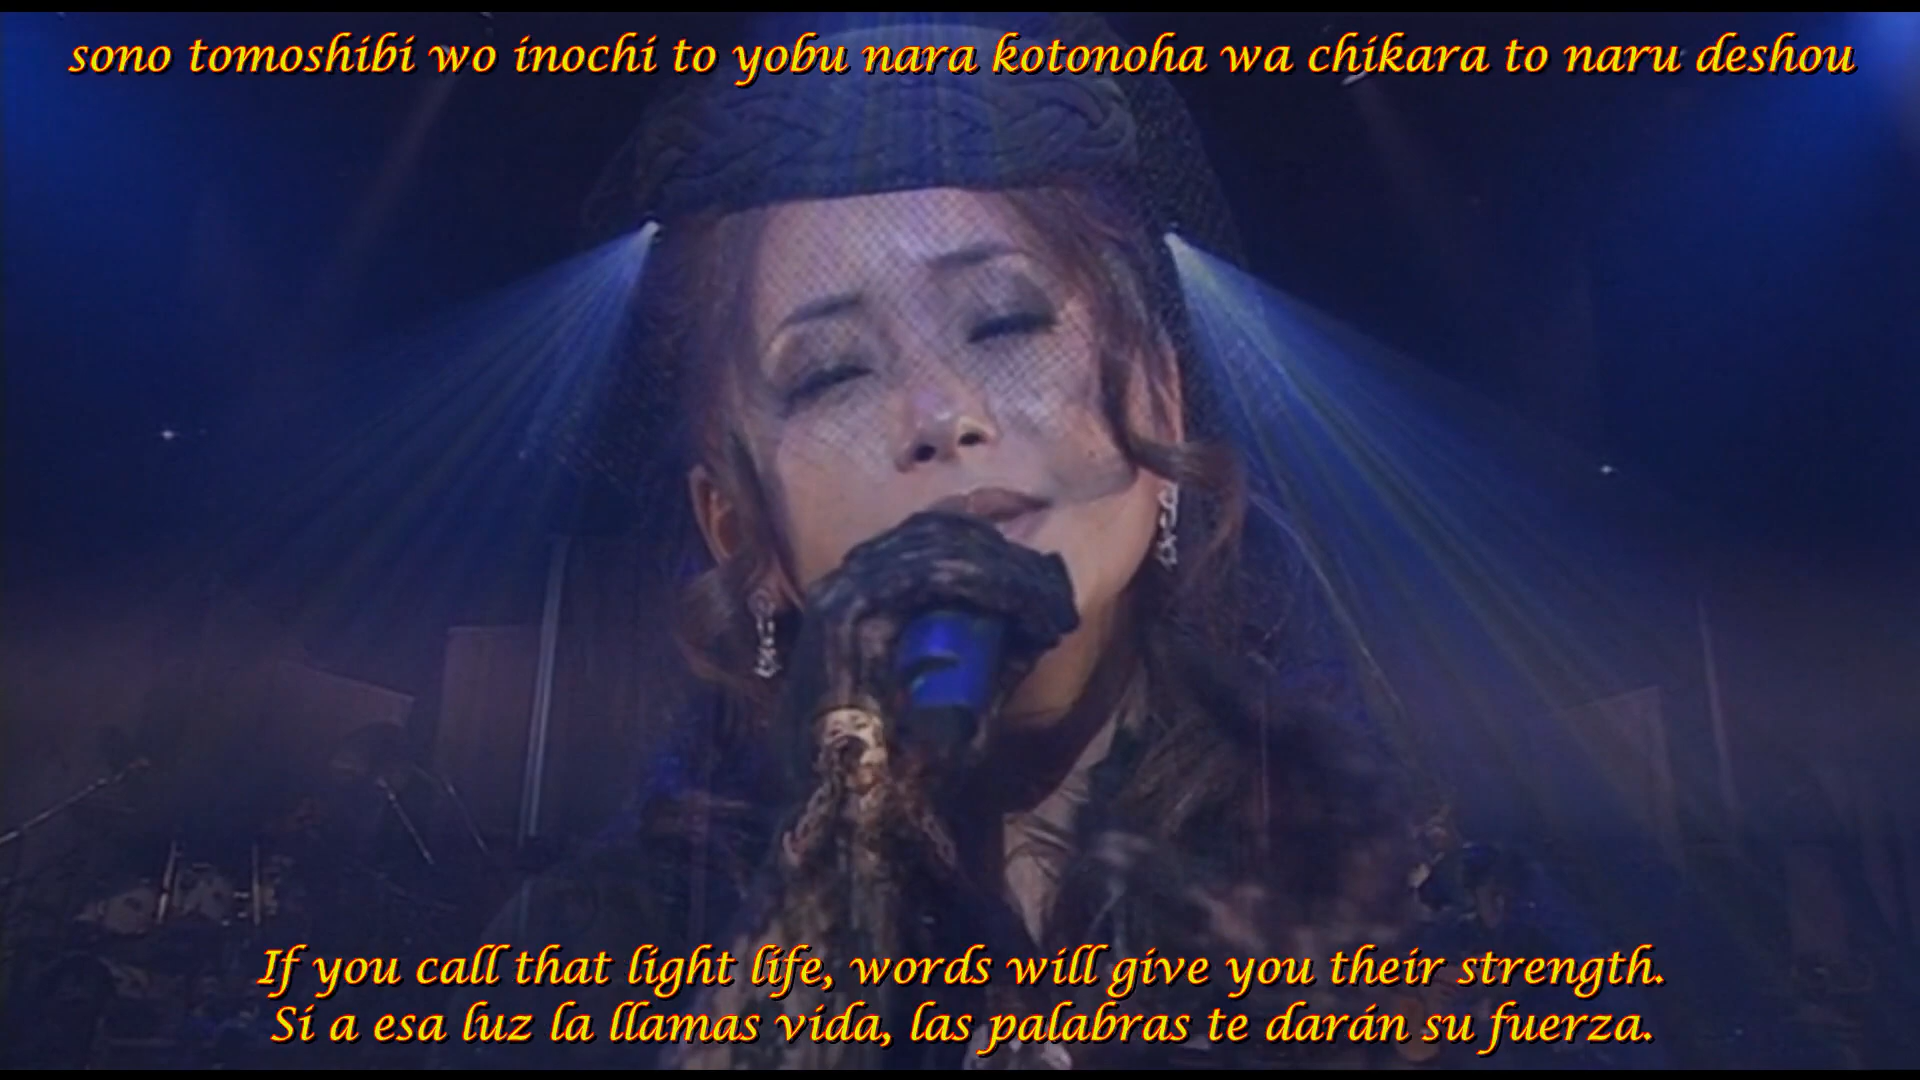 sono tomoshibi wo inochi to yobu nara kotonoha wa chikara to naru deshou
If you call that light life, words will give you their strength.
Si a esa luz la llamas vida, las palabras te darán su fuerza.